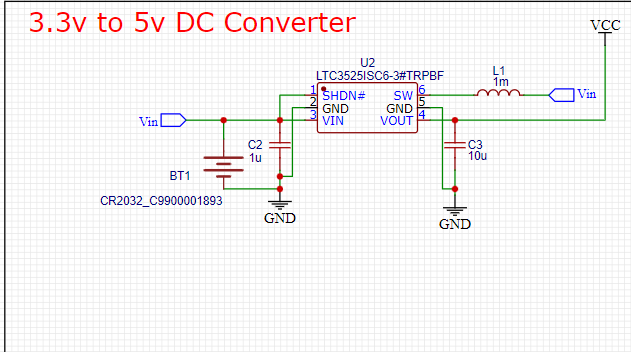 3.3v to 5v DC Converter
VCC
U2
LTC3525ISC6-3#TRPBF
L1
1m
1 SHDN# SW 6
2 GND GND 5
3 VIN VOUT 4
Vin
Vin
C2
1u
C3
10u
BT1
CR2032_C9900001893
GND
GND